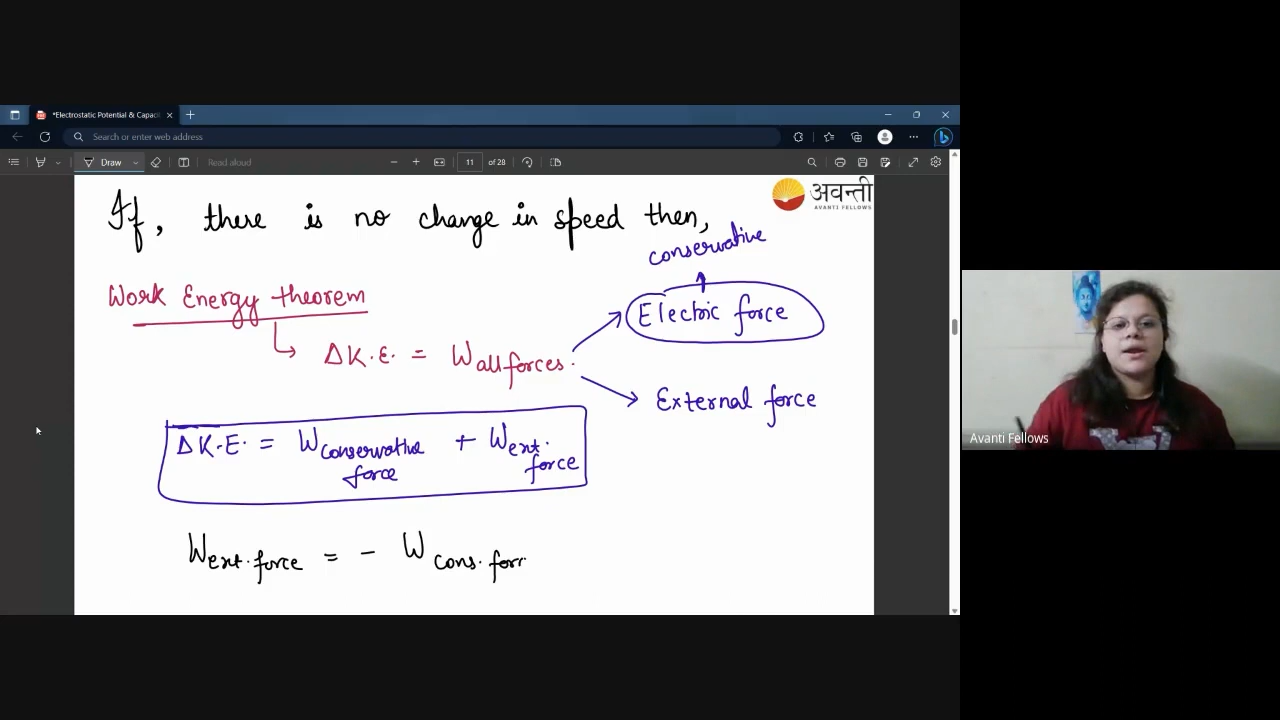 *Electrostatic Potential & Capaci
Search or enter web address
Draw
Read aloud
11 of 28
अवन्ती
AVANTI FELLOWS
If, there is no change in speed then,
conservative
Work Energy theorem
Electric force
ΔK.E. = Wall forces.
External force
ΔK.E. = Wconservative force + Wext. force
Wext. force = - Wcons. forc
Avanti Fellows